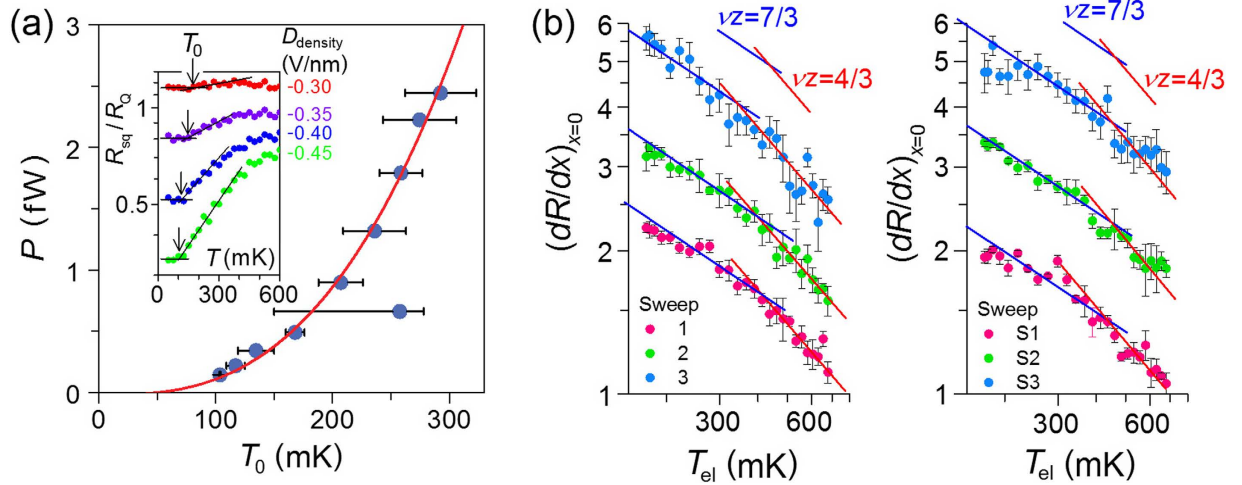 (a)
3
2
1
0
P (fW)
0
100
200
300
T0 (mK)
T0
Ddensity
(V/nm)
-0.30
-0.35
-0.40
-0.45
1
0.5
Rsq / RQ
T (mK)
0
300
600
(b)
6
5
4
3
2
1
(dR/dx)x=0
νz=7/3
νz=4/3
Sweep
1
2
3
300
600
Tel (mK)
6
5
4
3
2
1
(dR/dx)x=0
νz=7/3
νz=4/3
Sweep
S1
S2
S3
300
600
Tel (mK)